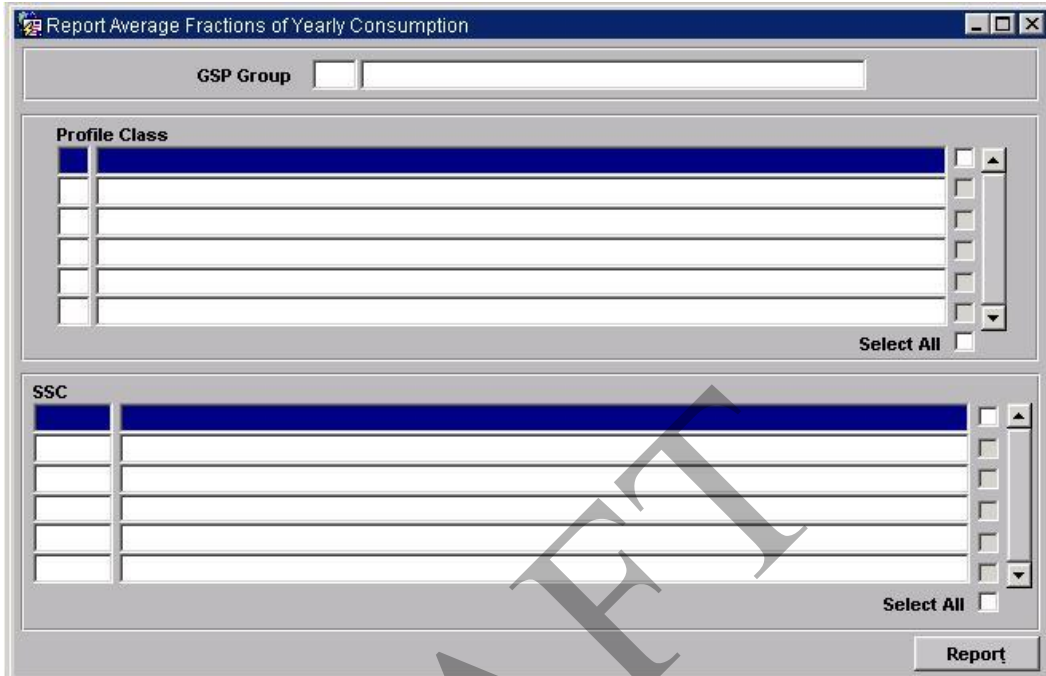 Report Average Fractions of Yearly Consumption
GSP Group
Profile Class
Select All
SSC
Select All
Report